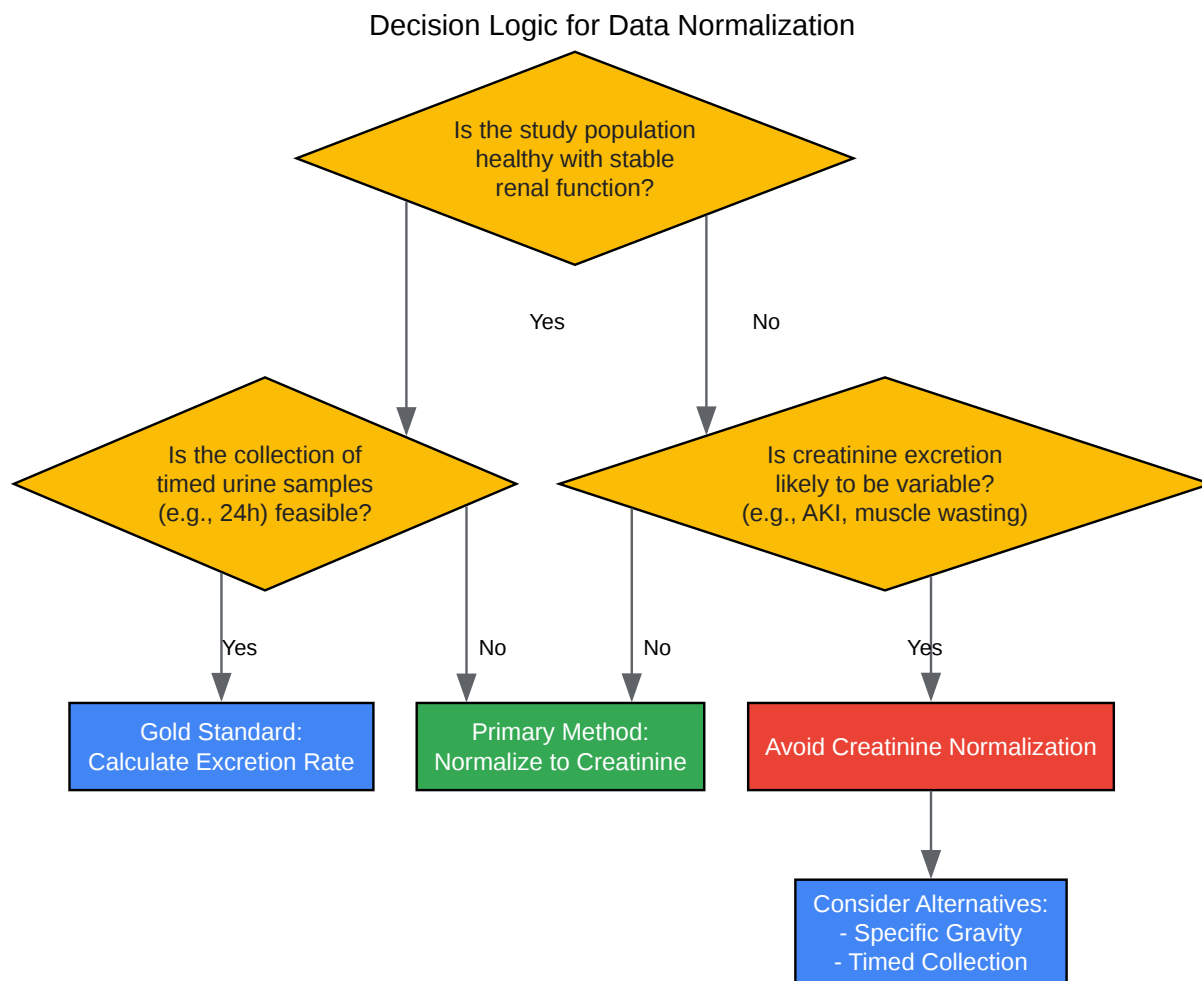 Decision Logic for Data Normalization
Is the study population
healthy with stable
renal function?
Yes
No
Is the collection of
timed urine samples
(e.g., 24h) feasible?
Is creatinine excretion
likely to be variable?
(e.g., AKI, muscle wasting)
Yes
No
No
Yes
Gold Standard:
Calculate Excretion Rate
Primary Method:
Normalize to Creatinine
Avoid Creatinine Normalization
Consider Alternatives:
- Specific Gravity
- Timed Collection